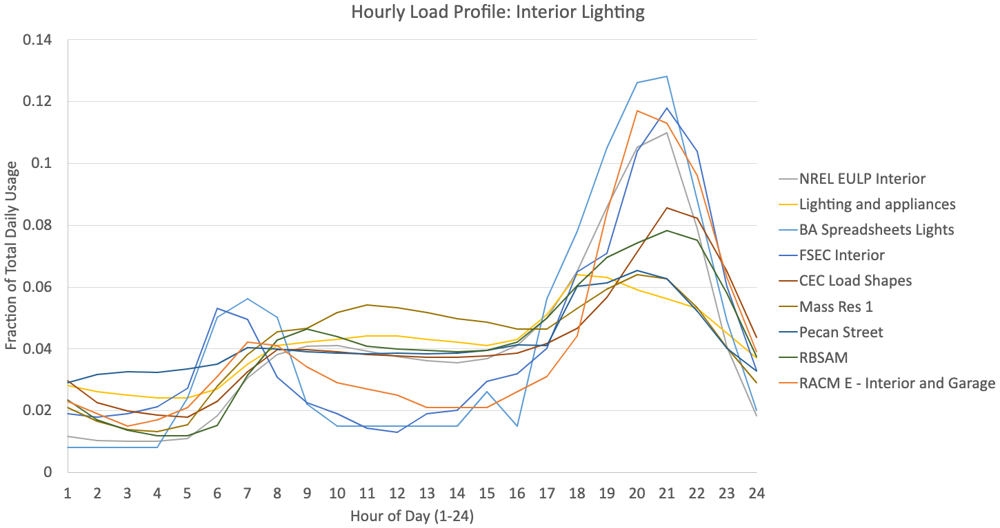 Hourly Load Profile: Interior Lighting
Fraction of Total Daily Usage
0.14
0.12
0.1
0.08
0.06
0.04
0.02
0
1 2 3 4 5 6 7 8 9 10 11 12 13 14 15 16 17 18 19 20 21 22 23 24
Hour of Day (1-24)
NREL EULP Interior
Lighting and appliances
BA Spreadsheets Lights
FSEC Interior
CEC Load Shapes
Mass Res 1
Pecan Street
RBSAM
RACM E - Interior and Garage